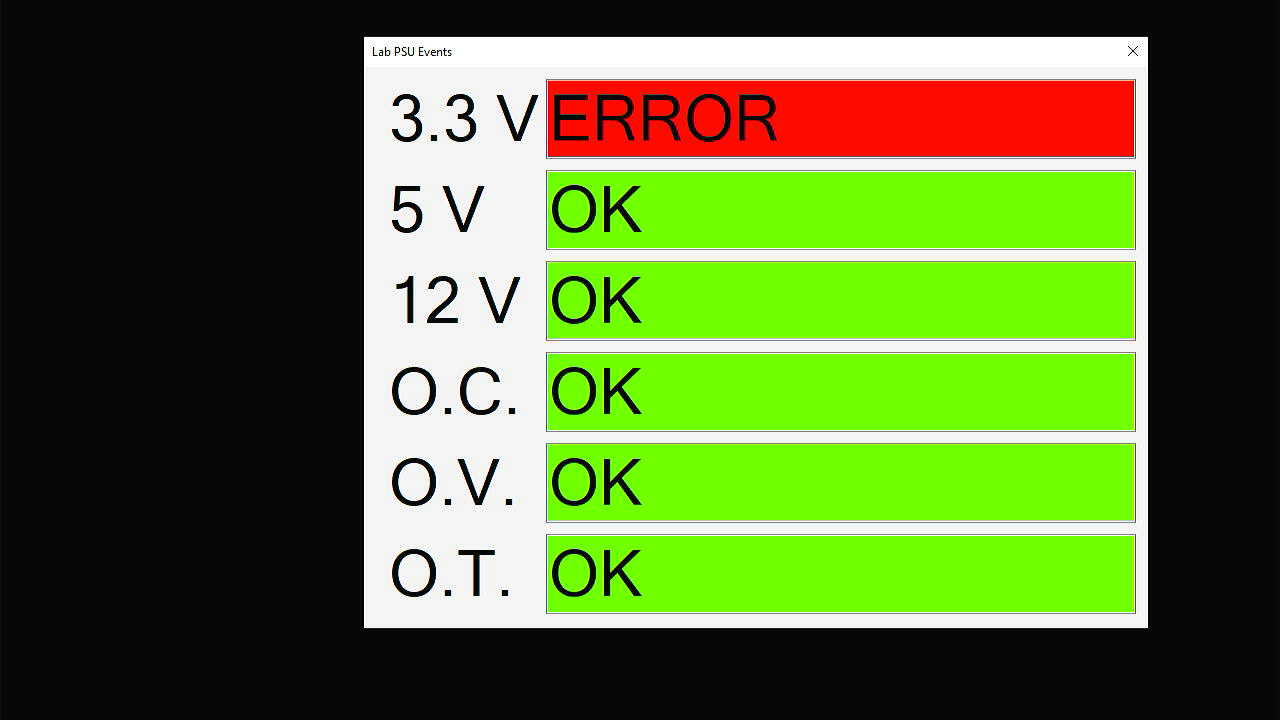 Lab PSU Events
3.3 V ERROR
5 V OK
12 V OK
O.C. OK
O.V. OK
O.T. OK